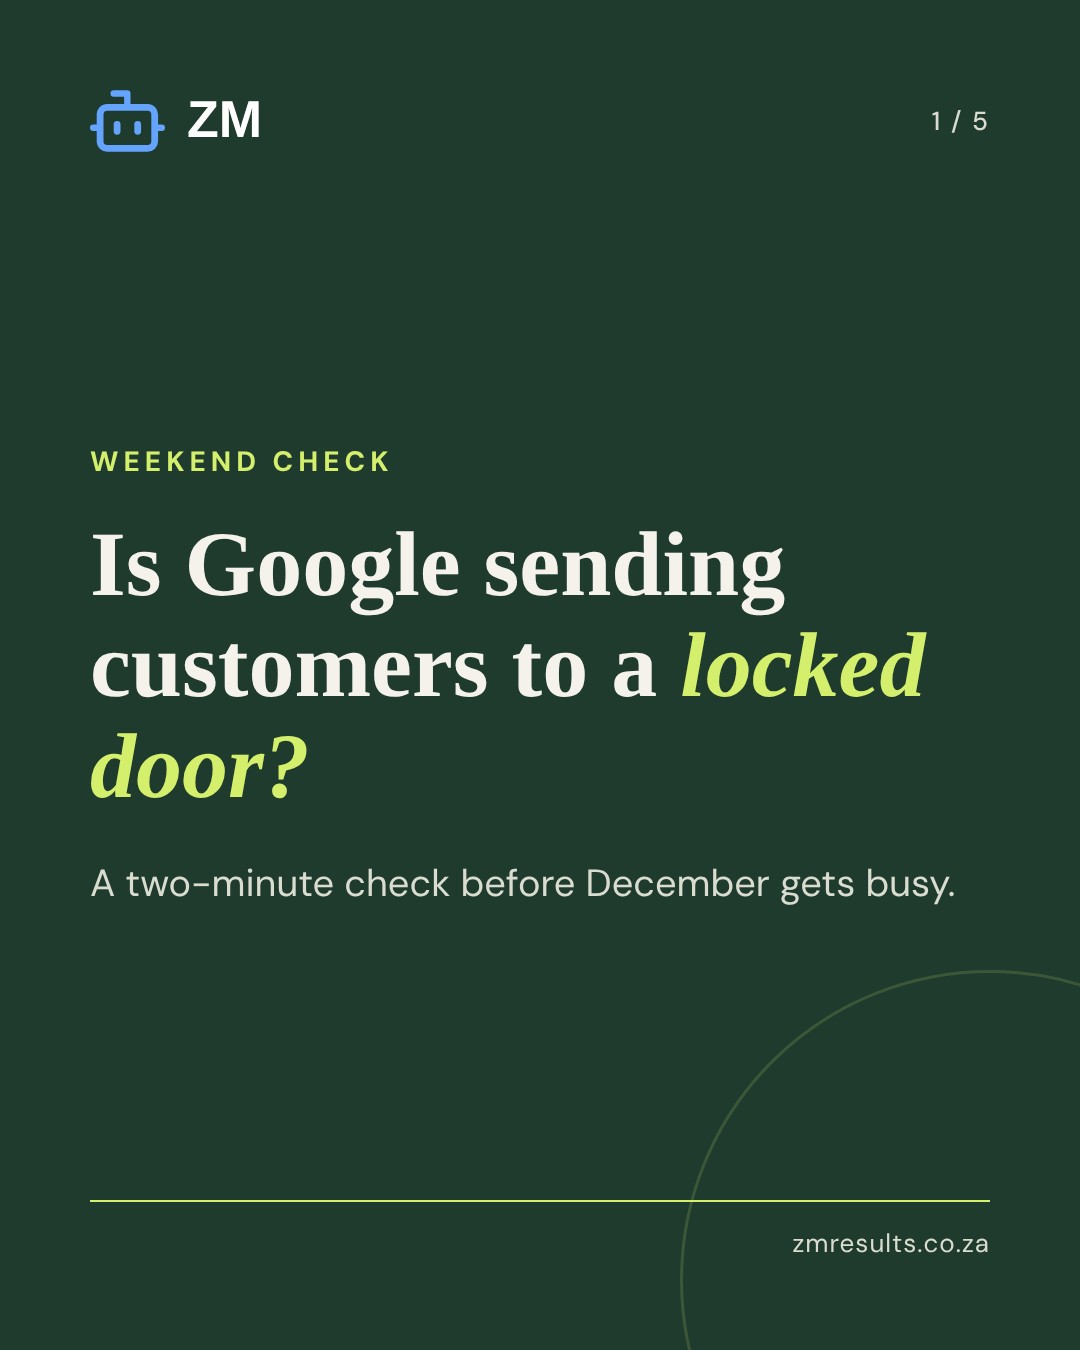 ZM
1 / 5
WEEKEND CHECK
Is Google sending
customers to a locked
door?
A two-minute check before December gets busy.
zmresults.co.za